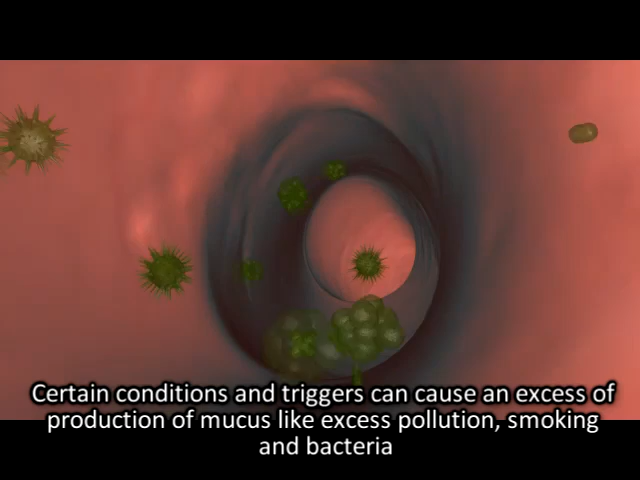 Certain conditions and triggers can cause an excess of
production of mucus like excess pollution, smoking
and bacteria